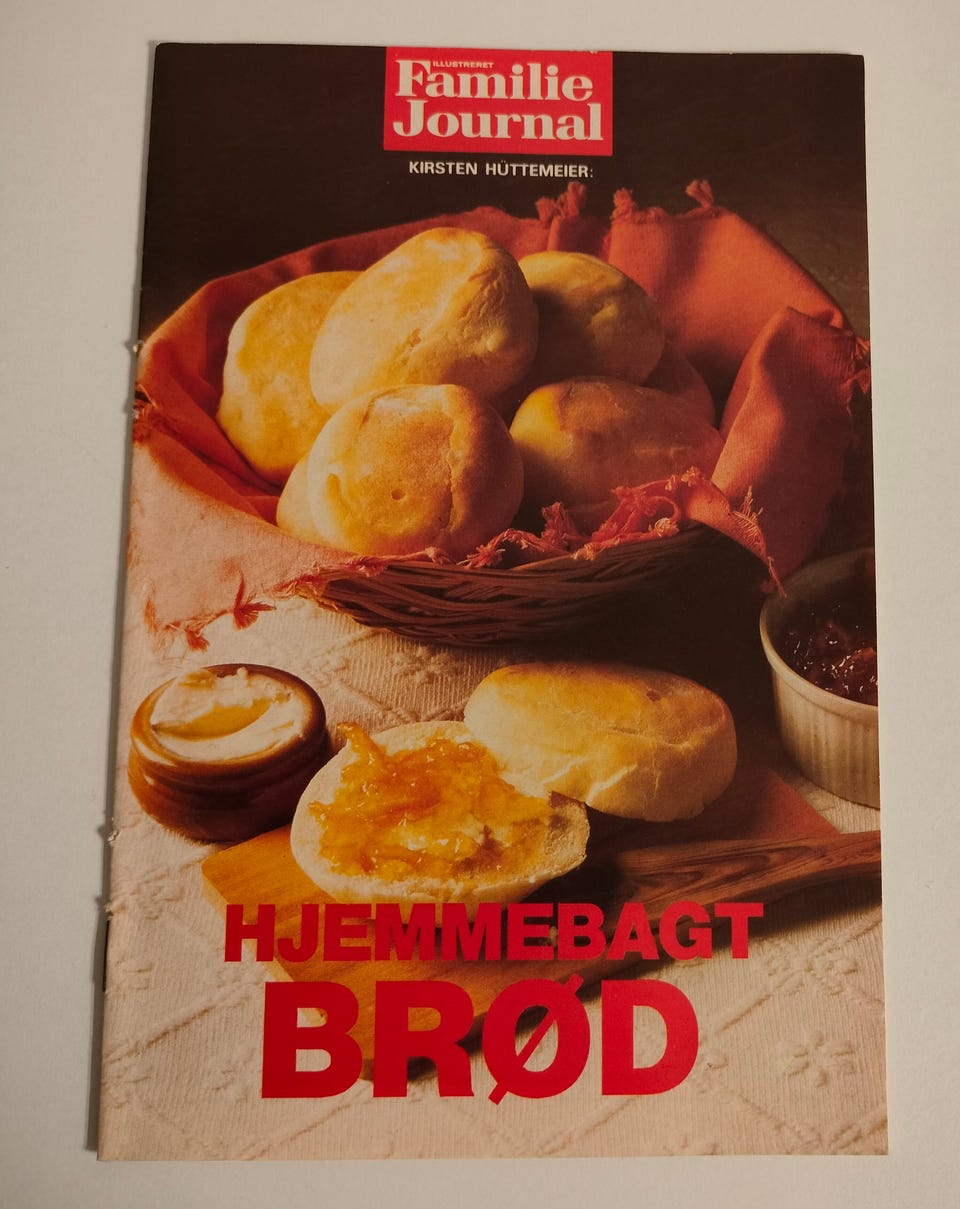 ILLUSTRERET
Familie
Journal
KIRSTEN HÜTTEMEIER:
HJEMMEBAGT
BRØD